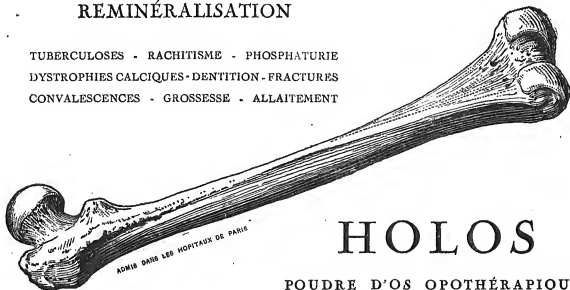 REMINÉRALISATION
TUBERCULOSES - RACHITISME - PHOSPHATURIE
DYSTROPHIES CALCIQUES - DENTITION - FRACTURES
CONVALESCENCES - GROSSESSE - ALLAITEMENT
ADMIS DANS LES HOPITAUX DE PARIS
HOLOS
POUDRE D'OS OPOTHÉRAPIQU